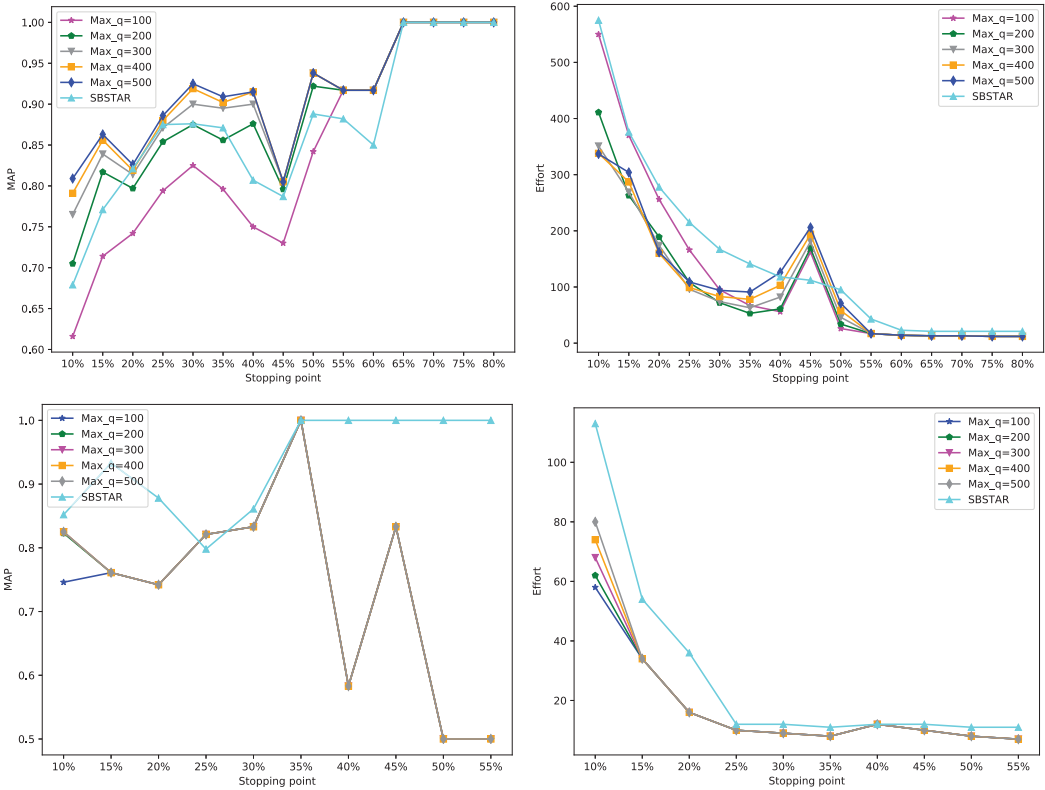 Max_q=100
Max_q=200
Max_q=300
Max_q=400
Max_q=500
SBSTAR
1.00
0.95
0.90
0.85
0.80
0.75
0.70
0.65
0.60
MAP
10% 15% 20% 25% 30% 35% 40% 45% 50% 55% 60% 65% 70% 75% 80%
Stopping point
Max_q=100
Max_q=200
Max_q=300
Max_q=400
Max_q=500
SBSTAR
600
500
400
300
200
100
0
Effort
10% 15% 20% 25% 30% 35% 40% 45% 50% 55% 60% 65% 70% 75% 80%
Stopping point
Max_q=100
Max_q=200
Max_q=300
Max_q=400
Max_q=500
SBSTAR
1.0
0.9
0.8
0.7
0.6
0.5
MAP
10% 15% 20% 25% 30% 35% 40% 45% 50% 55%
Stopping point
Max_q=100
Max_q=200
Max_q=300
Max_q=400
Max_q=500
SBSTAR
100
80
60
40
20
Effort
10% 15% 20% 25% 30% 35% 40% 45% 50% 55%
Stopping point